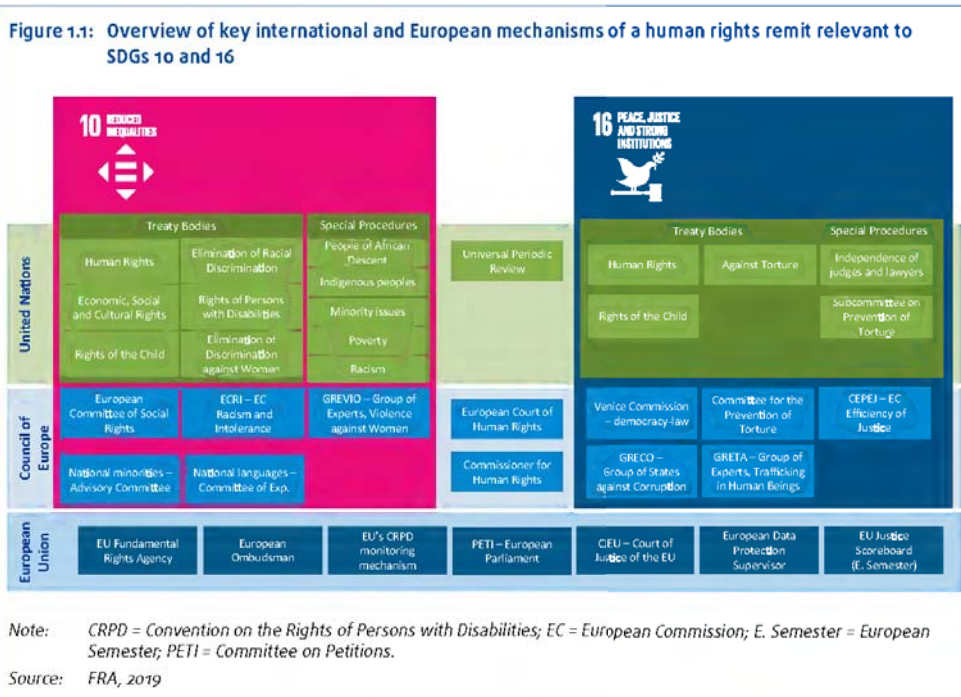 Figure 1.1: Overview of key international and European mechanisms of a human rights remit relevant to
SDGs 10 and 16
10 REDUCED
INEQUALITIES
16 PEACE, JUSTICE
AND STRONG
INSTITUTIONS
United Nations
Treaty Bodies
Human Rights
Economic, Social
and Cultural Rights
Rights of the Child
Elimination of Racial
Discrimination
Rights of Persons
with Disabilities
Elimination of
Discrimination
against Women
Special Procedures
People of African
Descent
Indigenous peoples
Minority issues
Poverty
Racism
Universal Periodic
Review
Treaty Bodies
Human Rights
Rights of the Child
Against Torture
Special Procedures
Independence of
judges and lawyers
Subcommittee on
Prevention of
Torture
Council of
Europe
European
Committee of Social
Rights
ECRI – EC
Racism and
Intolerance
GREVIO – Group of
Experts, Violence
against Women
National minorities –
Advisory Committee
National languages –
Committee of Exp.
European Court of
Human Rights
Commissioner for
Human Rights
Venice Commission
– democracy-law
Committee for the
Prevention of
Torture
CEPEJ – EC
Efficiency of
Justice
GRECO –
Group of States
against Corruption
GRETA – Group of
Experts, Trafficking
in Human Beings
European
Union
EU Fundamental
Rights Agency
European
Ombudsman
EU's CRPD
monitoring
mechanism
PETI – European
Parliament
CJEU – Court of
Justice of the EU
European Data
Protection
Supervisor
EU Justice
Scoreboard
(E. Semester)
Note: CRPD = Convention on the Rights of Persons with Disabilities; EC = European Commission; E. Semester = European
Semester; PETI = Committee on Petitions.
Source: FRA, 2019